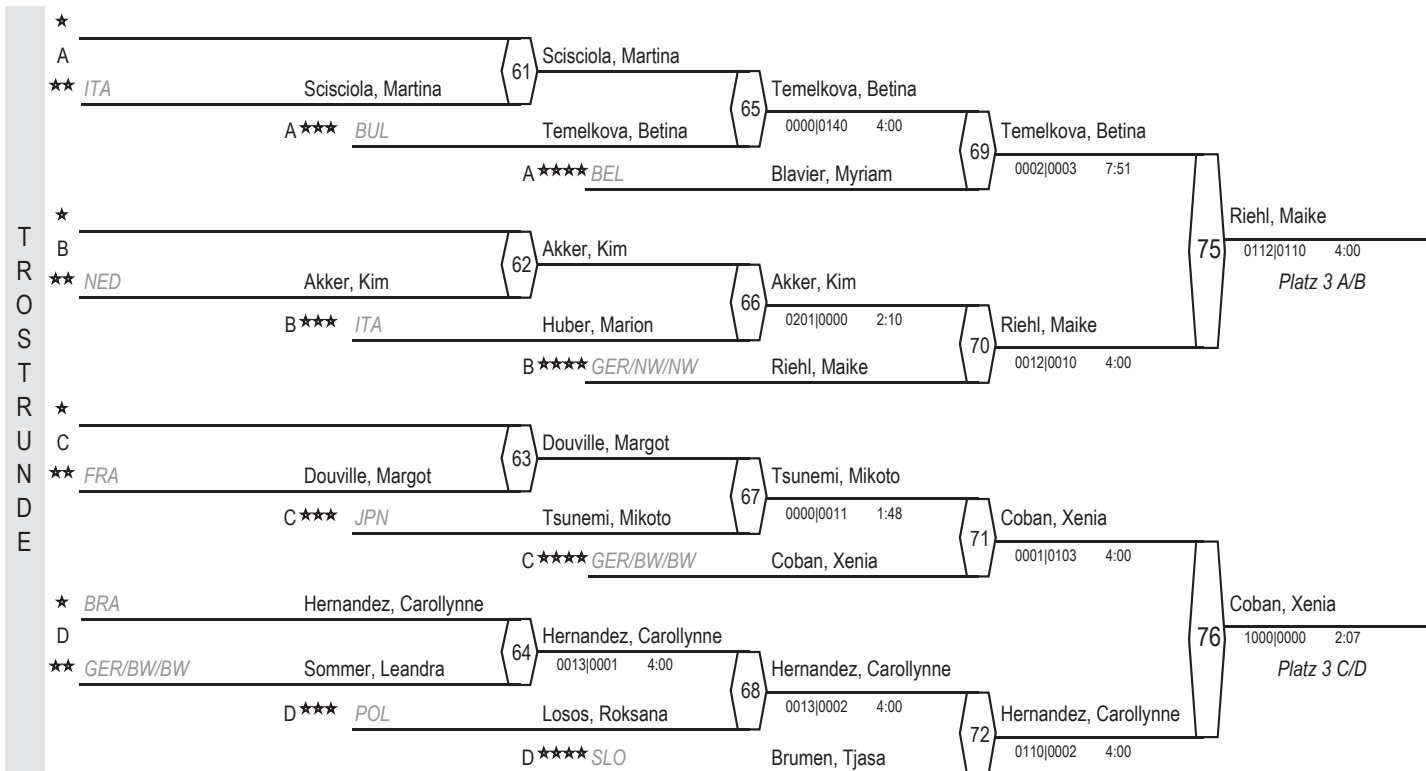 TROSTRUNDE
★
A
★★ ITA Scisciola, Martina
61 Scisciola, Martina
A ★★★ BUL Temelkova, Betina
65 Temelkova, Betina
0000|0140 4:00
A ★★★★ BEL Blavier, Myriam
69 Temelkova, Betina
0002|0003 7:51
★
B
★★ NED Akker, Kim
62 Akker, Kim
B ★★★ ITA Huber, Marion
66 Akker, Kim
0201|0000 2:10
B ★★★★ GER/NW/NW Riehl, Maike
70 Riehl, Maike
0012|0010 4:00
75 Riehl, Maike
0112|0110 4:00
Platz 3 A/B
★
C
★★ FRA Douville, Margot
63 Douville, Margot
C ★★★ JPN Tsunemi, Mikoto
67 Tsunemi, Mikoto
0000|0011 1:48
C ★★★★ GER/BW/BW Coban, Xenia
71 Coban, Xenia
0001|0103 4:00
★ BRA Hernandez, Carollynne
D
★★ GER/BW/BW Sommer, Leandra
64 Hernandez, Carollynne
0013|0001 4:00
D ★★★ POL Losos, Roksana
68 Hernandez, Carollynne
0013|0002 4:00
D ★★★★ SLO Brumen, Tjasa
72 Hernandez, Carollynne
0110|0002 4:00
76 Coban, Xenia
1000|0000 2:07
Platz 3 C/D